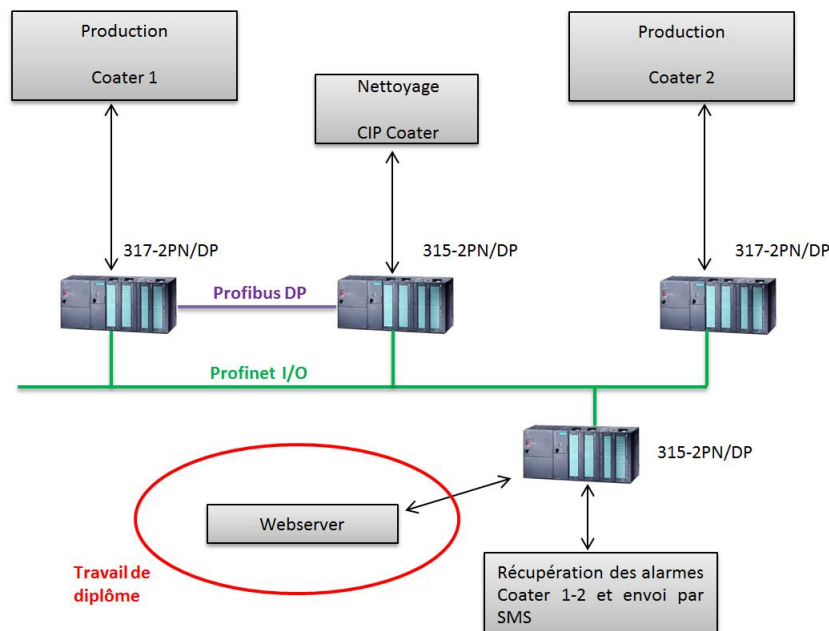 Production
Coater 1
Production
Coater 2
Nettoyage
CIP Coater
317-2PN/DP
315-2PN/DP
317-2PN/DP
Profibus DP
Profinet I/O
315-2PN/DP
Webserver
Travail de
diplôme
Récupération des alarmes
Coater 1-2 et envoi par
SMS